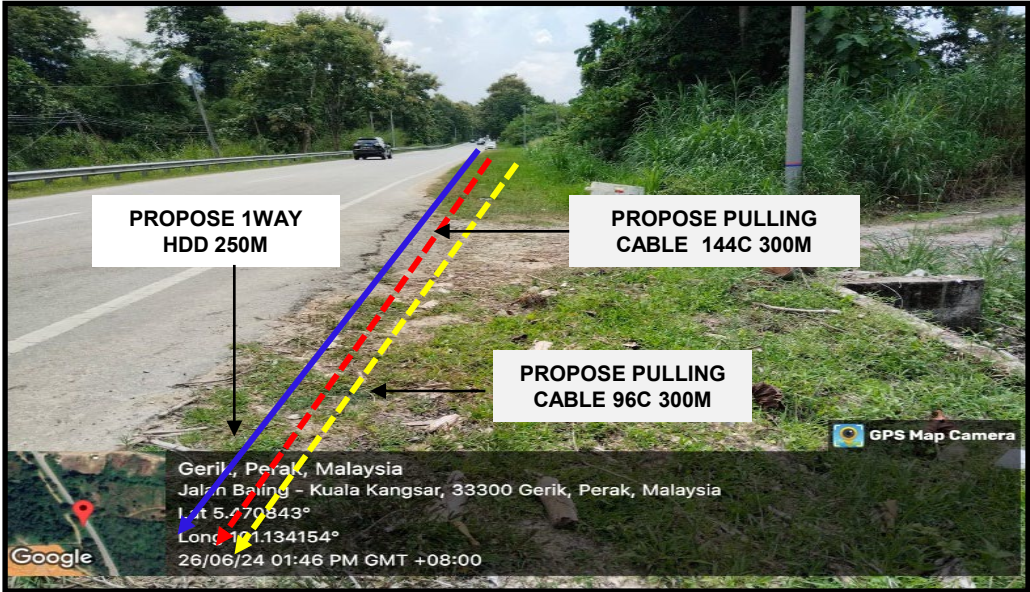 PROPOSE 1WAY
HDD 250M
PROPOSE PULLING
CABLE 144C 300M
PROPOSE PULLING
CABLE 96C 300M
GPS Map Camera
Gerik, Perak, Malaysia
Jalan Baling - Kuala Kangsar, 33300 Gerik, Perak, Malaysia
Lat 5.470843°
Long 101.134154°
26/06/24 01:46 PM GMT +08:00
Google